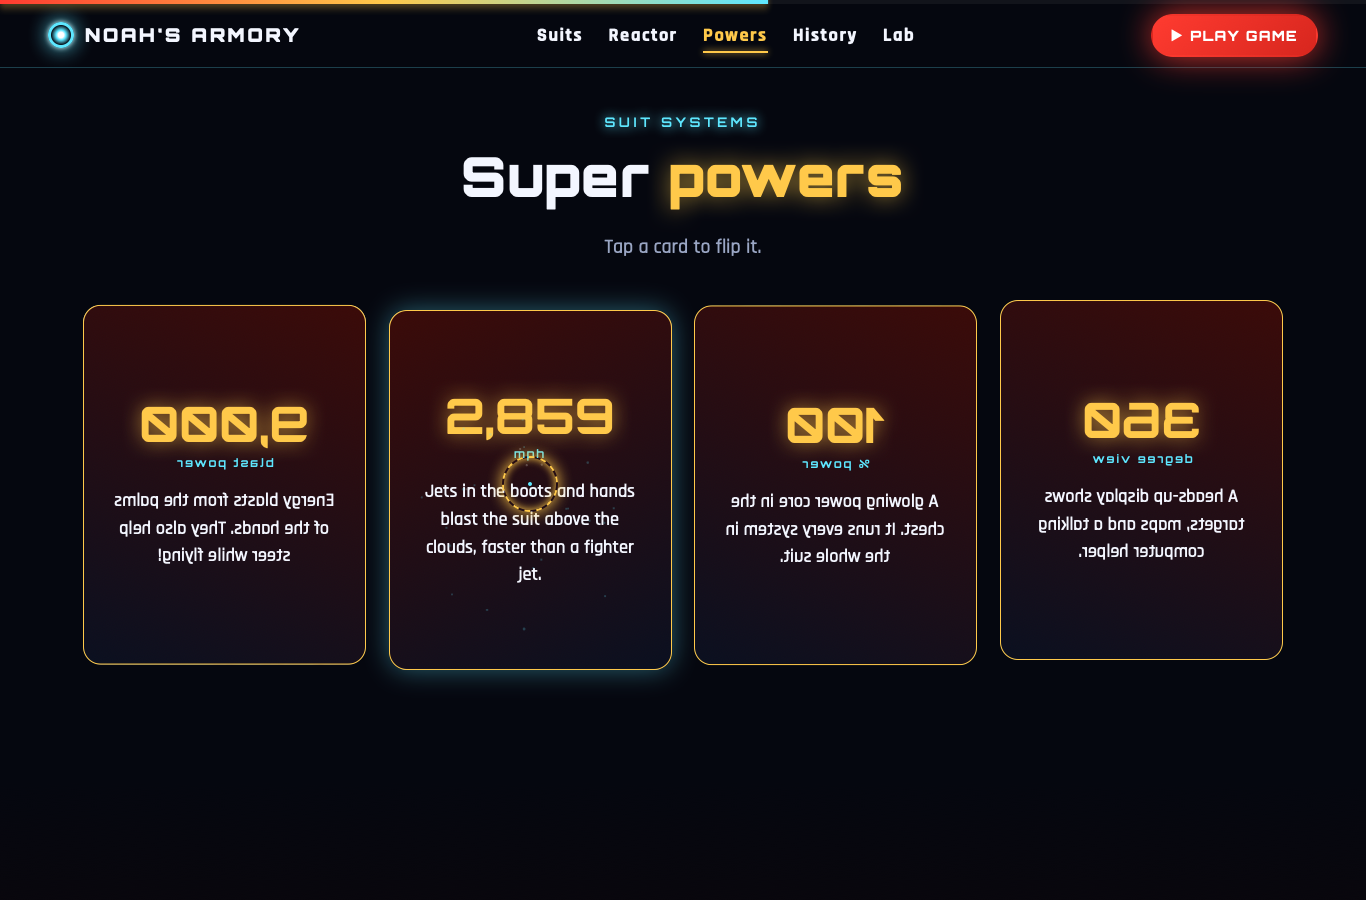 NOAH'S ARMORY
Suits Reactor Powers History Lab
▶ PLAY GAME
SUIT SYSTEMS
Super powers
Tap a card to flip it.
9,000
blast power
Energy blasts from the palms
of the hands. They also help
steer while flying!
2,859
mph
Jets in the boots and hands
blast the suit above the
clouds, faster than a fighter
jet.
100
% power
A glowing power core in the
chest. It runs every system in
the whole suit.
360
degree view
A heads-up display shows
targets, maps and a talking
computer helper.